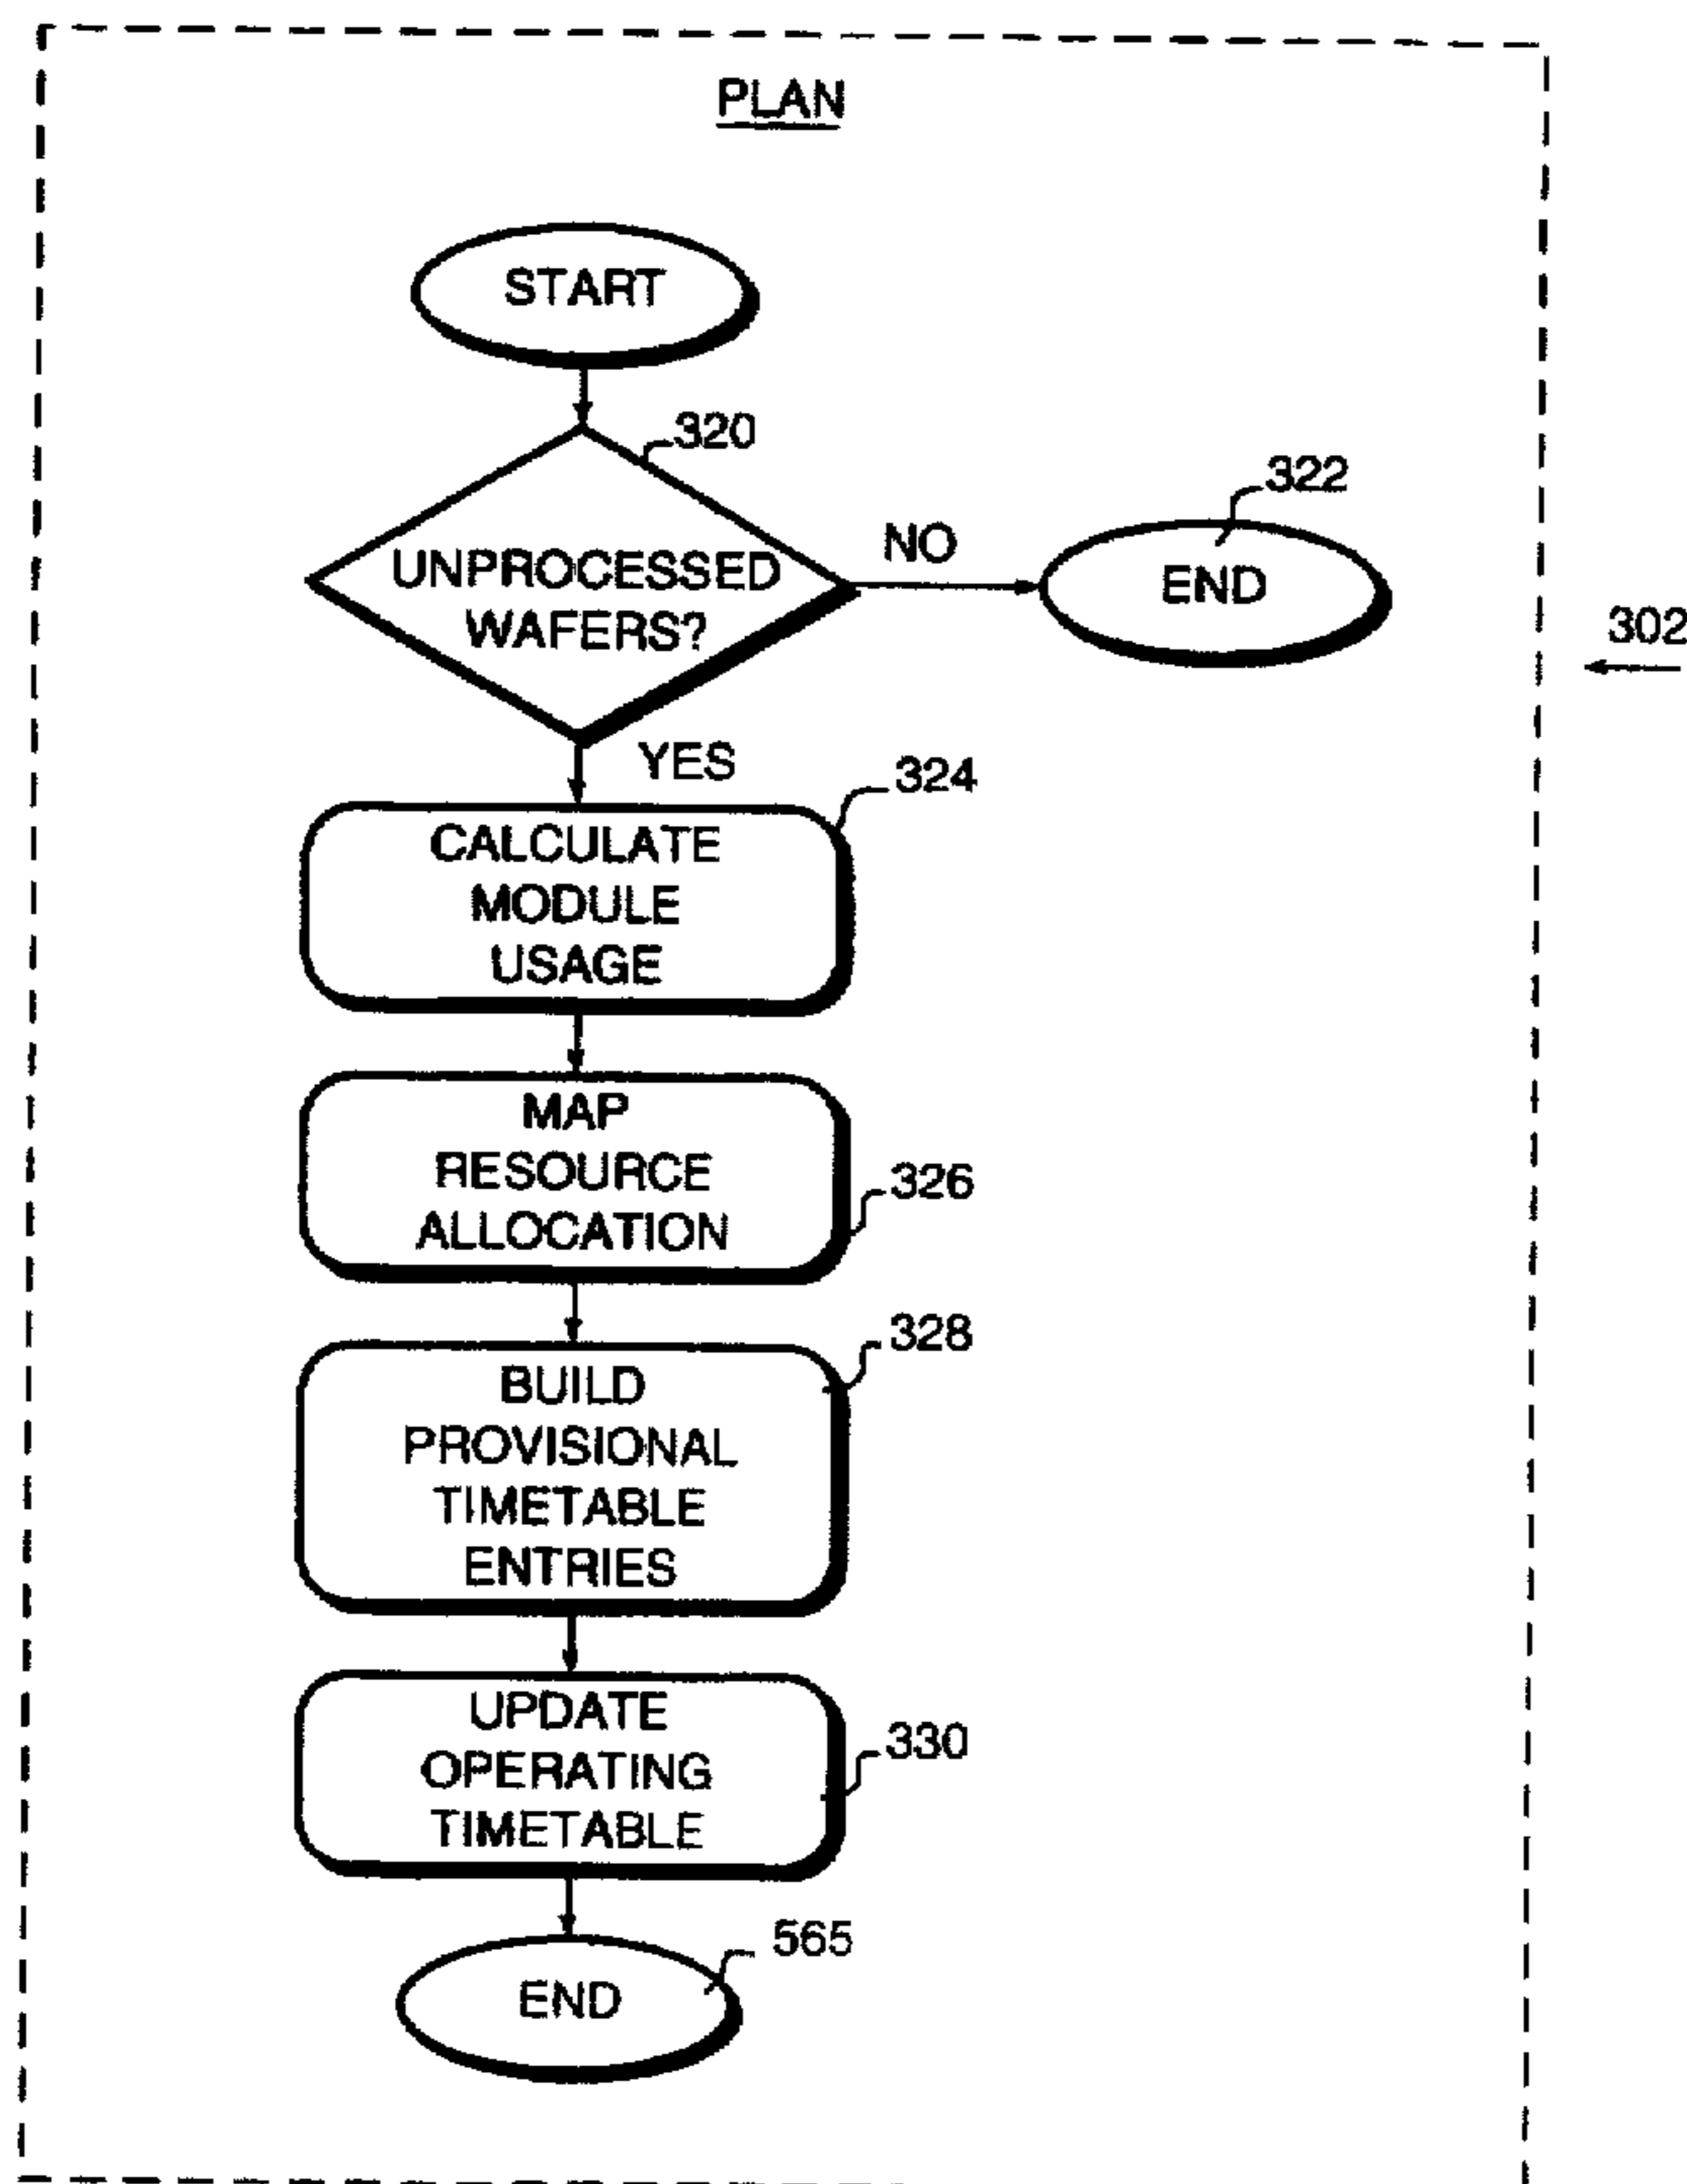 PLAN
START
320
UNPROCESSED
WAFERS?
NO
322
END
302
YES
324
CALCULATE
MODULE
USAGE
MAP
RESOURCE
ALLOCATION
326
328
BUILD
PROVISIONAL
TIMETABLE
ENTRIES
UPDATE
OPERATING
TIMETABLE
330
565
END